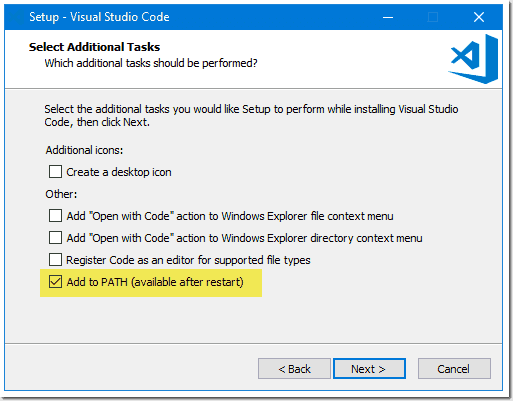 Setup - Visual Studio Code
Select Additional Tasks
Which additional tasks should be performed?
Select the additional tasks you would like Setup to perform while installing Visual Studio
Code, then click Next.
Additional icons:
Create a desktop icon
Other:
Add "Open with Code" action to Windows Explorer file context menu
Add "Open with Code" action to Windows Explorer directory context menu
Register Code as an editor for supported file types
Add to PATH (available after restart)
< Back Next > Cancel